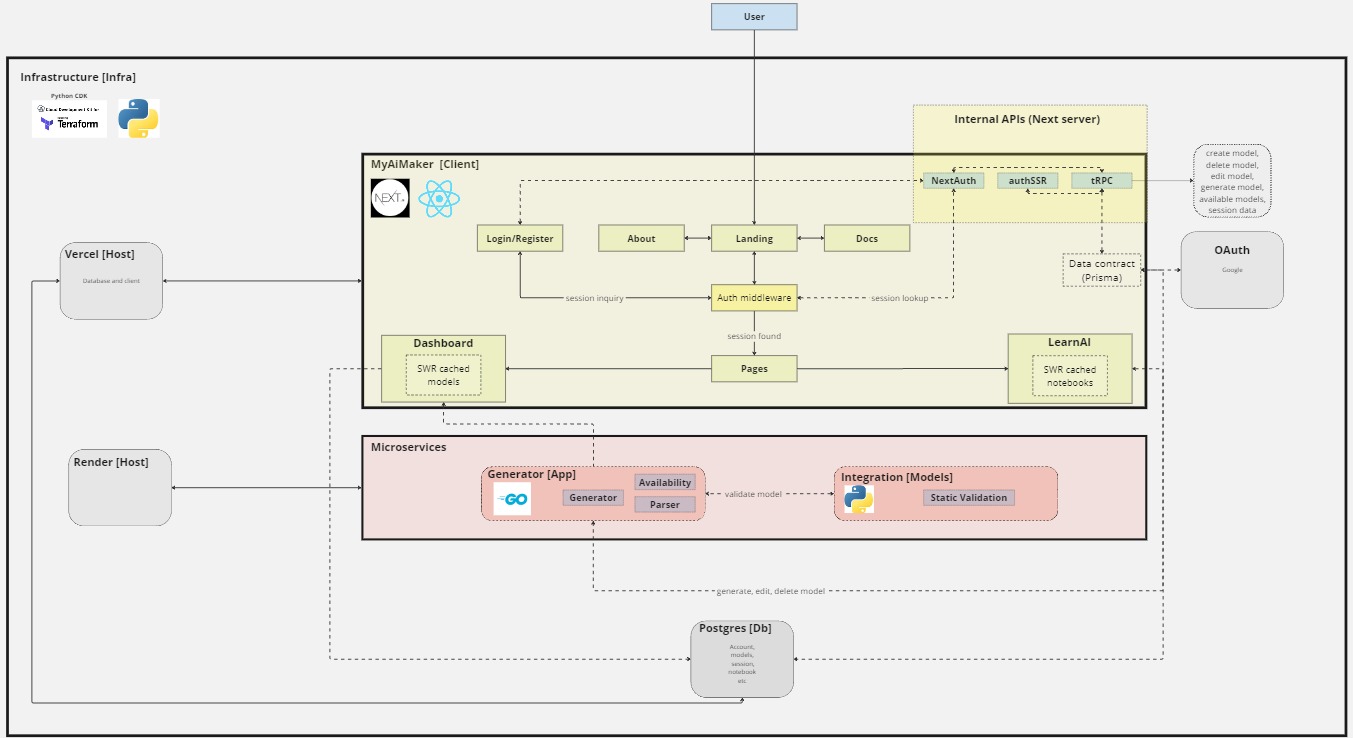 User
Infrastructure [Infra]
Python CDK
Cloud Development Kit for
Terraform
Internal APIs (Next server)
MyAiMaker [Client]
NEXT
NextAuth
authSSR
tRPC
create model,
delete model,
edit model,
generate model,
available models,
session data
Login/Register
About
Landing
Docs
Vercel [Host]
Database and client
Data contract
(Prisma)
OAuth
Google
session inquiry
Auth middleware
session lookup
session found
Dashboard
SWR cached
models
Pages
LearnAI
SWR cached
notebooks
Microservices
Render [Host]
Generator [App]
GO
Generator
Availability
Parser
validate model
Integration [Models]
Static Validation
generate, edit, delete model
Postgres [Db]
Account,
models,
session,
notebook
etc